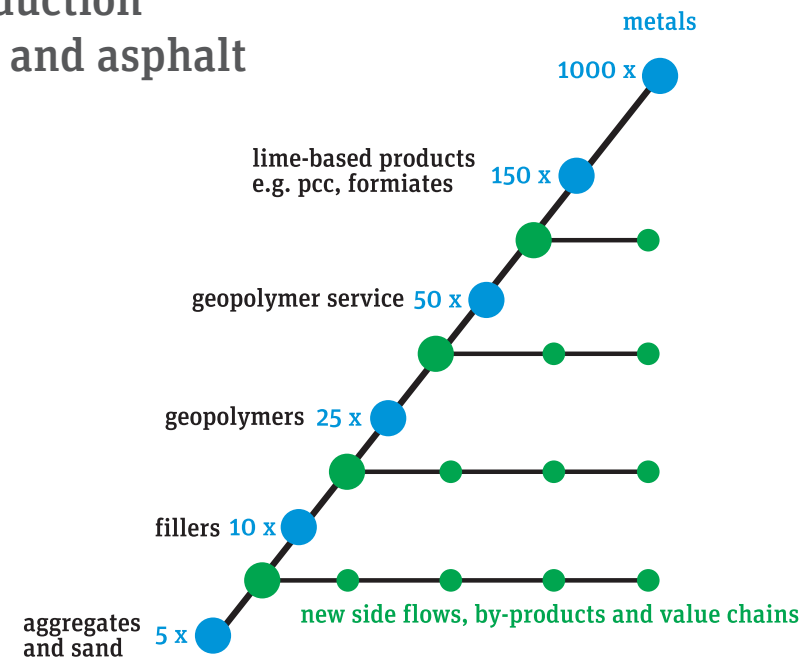 and asphalt
metals
1000 x
lime-based products
e.g. pcc, formiates
150 x
geopolymer service 50 x
geopolymers 25 x
fillers 10 x
new side flows, by-products and value chains
aggregates
and sand
5 x